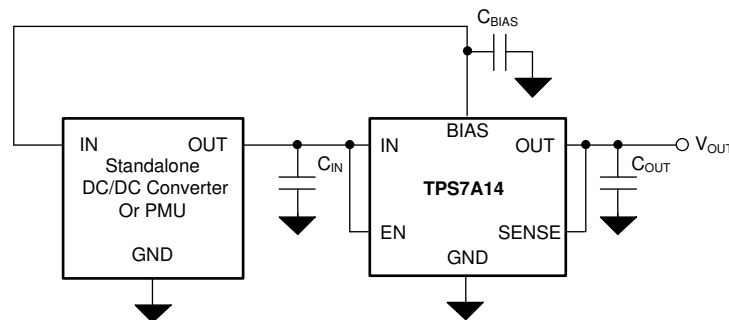 CBIAS
IN
OUT
Standalone
DC/DC Converter
Or PMU
GND
CIN
IN
BIAS
OUT
TPS7A14
EN
SENSE
GND
COUT
VOUT